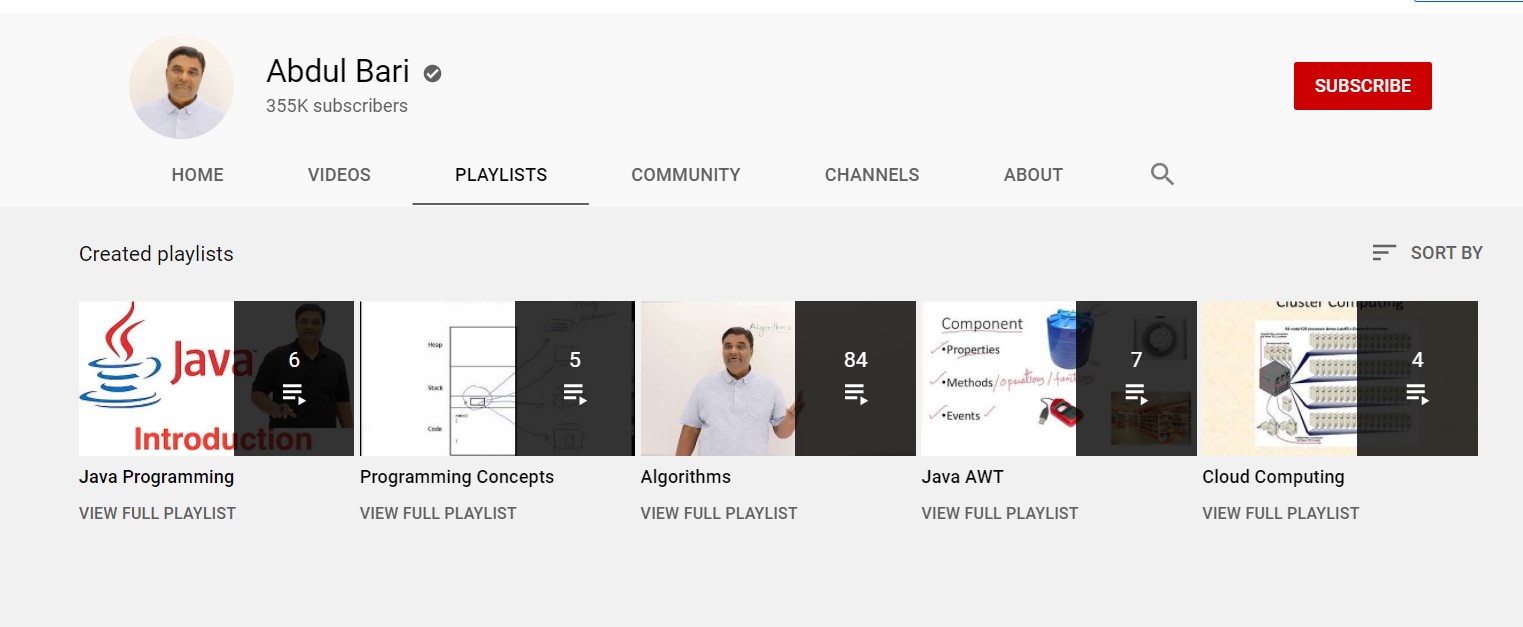 Abdul Bari
355K subscribers
SUBSCRIBE
HOME VIDEOS PLAYLISTS COMMUNITY CHANNELS ABOUT
Created playlists
SORT BY
Java
Introduction
6
Java Programming
VIEW FULL PLAYLIST
Heap
Stack
Code
5
Programming Concepts
VIEW FULL PLAYLIST
Algorithms
84
Algorithms
VIEW FULL PLAYLIST
Component
•Properties
•Methods/operations/functions
•Events
7
Java AWT
VIEW FULL PLAYLIST
Cluster Computing
4
Cloud Computing
VIEW FULL PLAYLIST